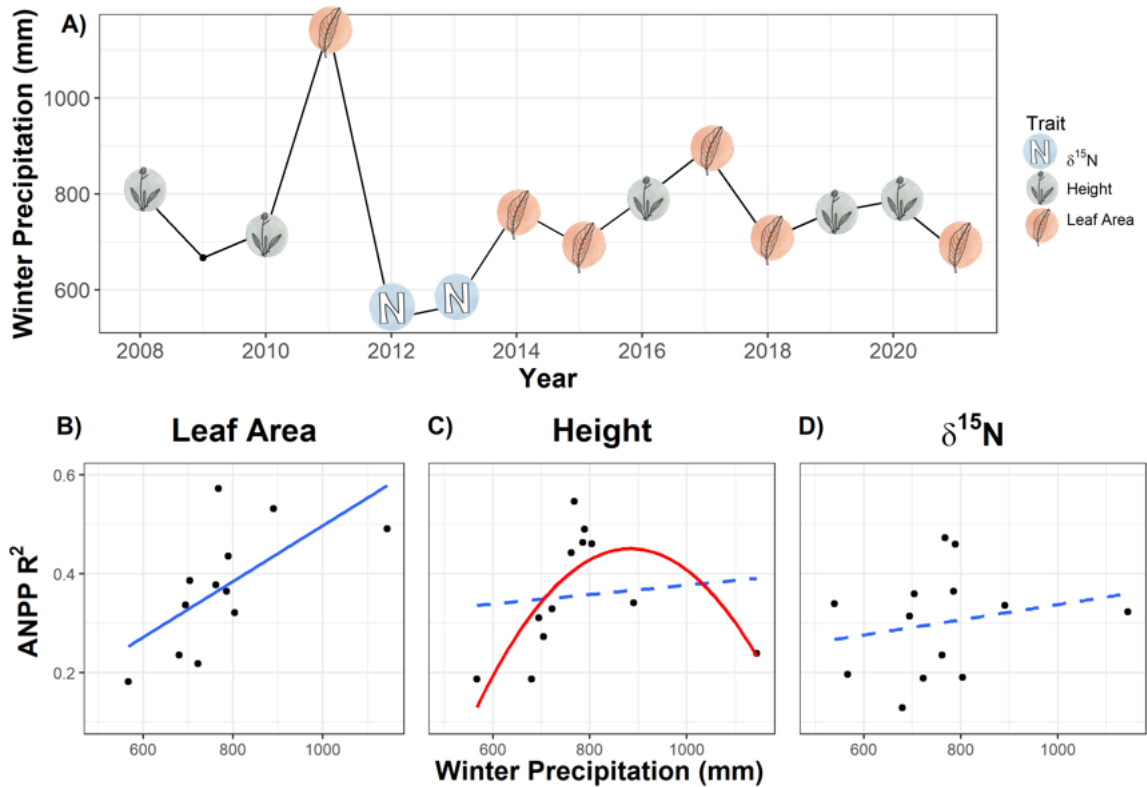 A)
Winter Precipitation (mm)
1000
800
600
2008
2010
2012
2014
2016
2018
2020
Year
Trait
N δ¹⁵N
Height
Leaf Area
N
N
B) Leaf Area
C) Height
D) δ¹⁵N
ANPP R²
0.6
0.4
0.2
600 800 1000
600 800 1000
600 800 1000
Winter Precipitation (mm)